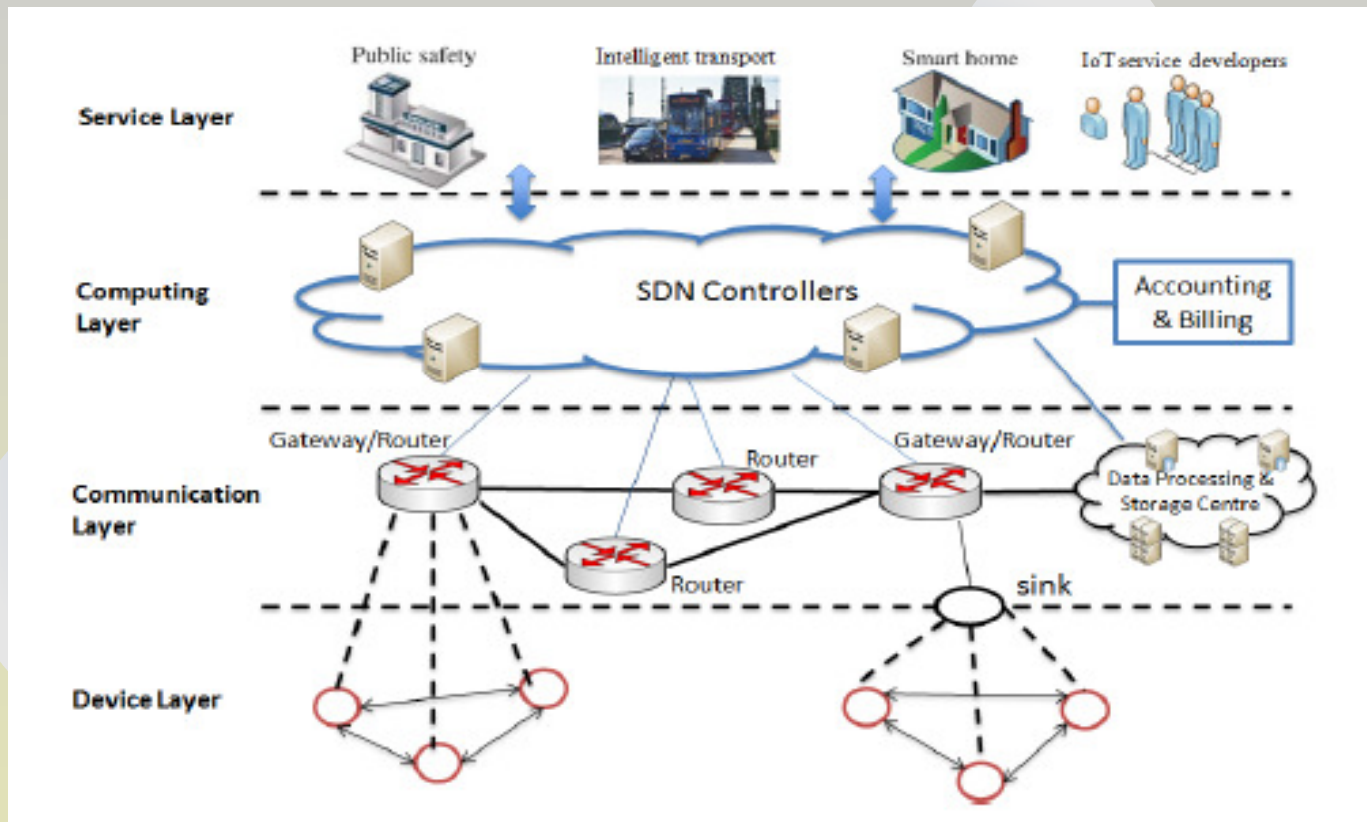 Public safety
Intelligent transport
Smart home
IoT service developers
Service Layer
SDN Controllers
Computing
Layer
Accounting
& Billing
Gateway/Router
Gateway/Router
Router
Communication
Layer
Data Processing &
Storage Centre
Router
sink
Device Layer